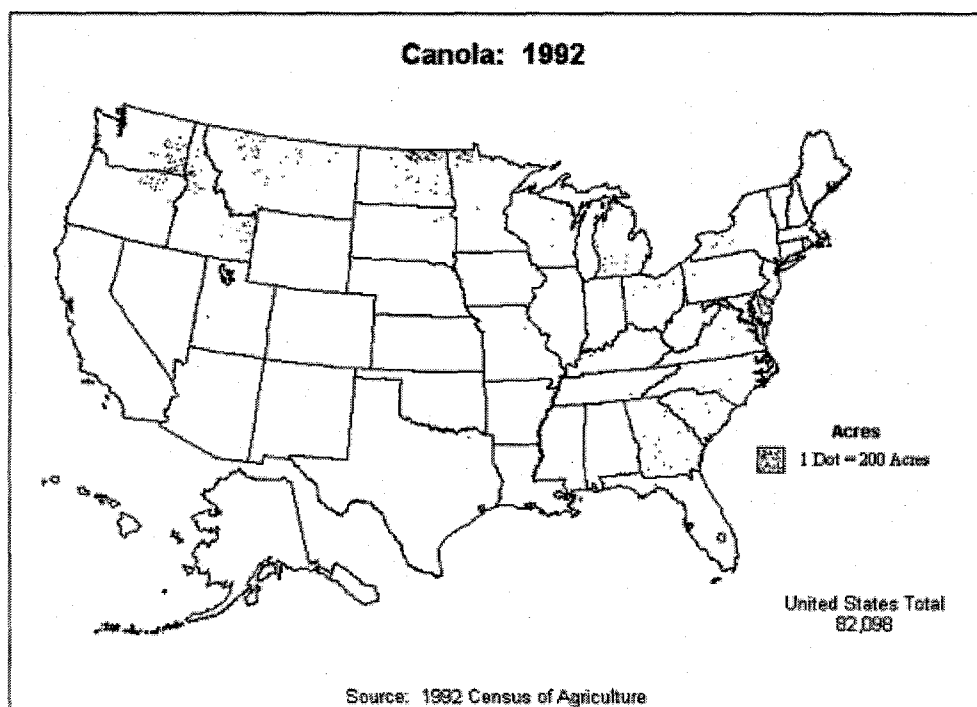 Canola: 1992
Acres
1 Dot = 200 Acres
United States Total
82,098
Source: 1992 Census of Agriculture